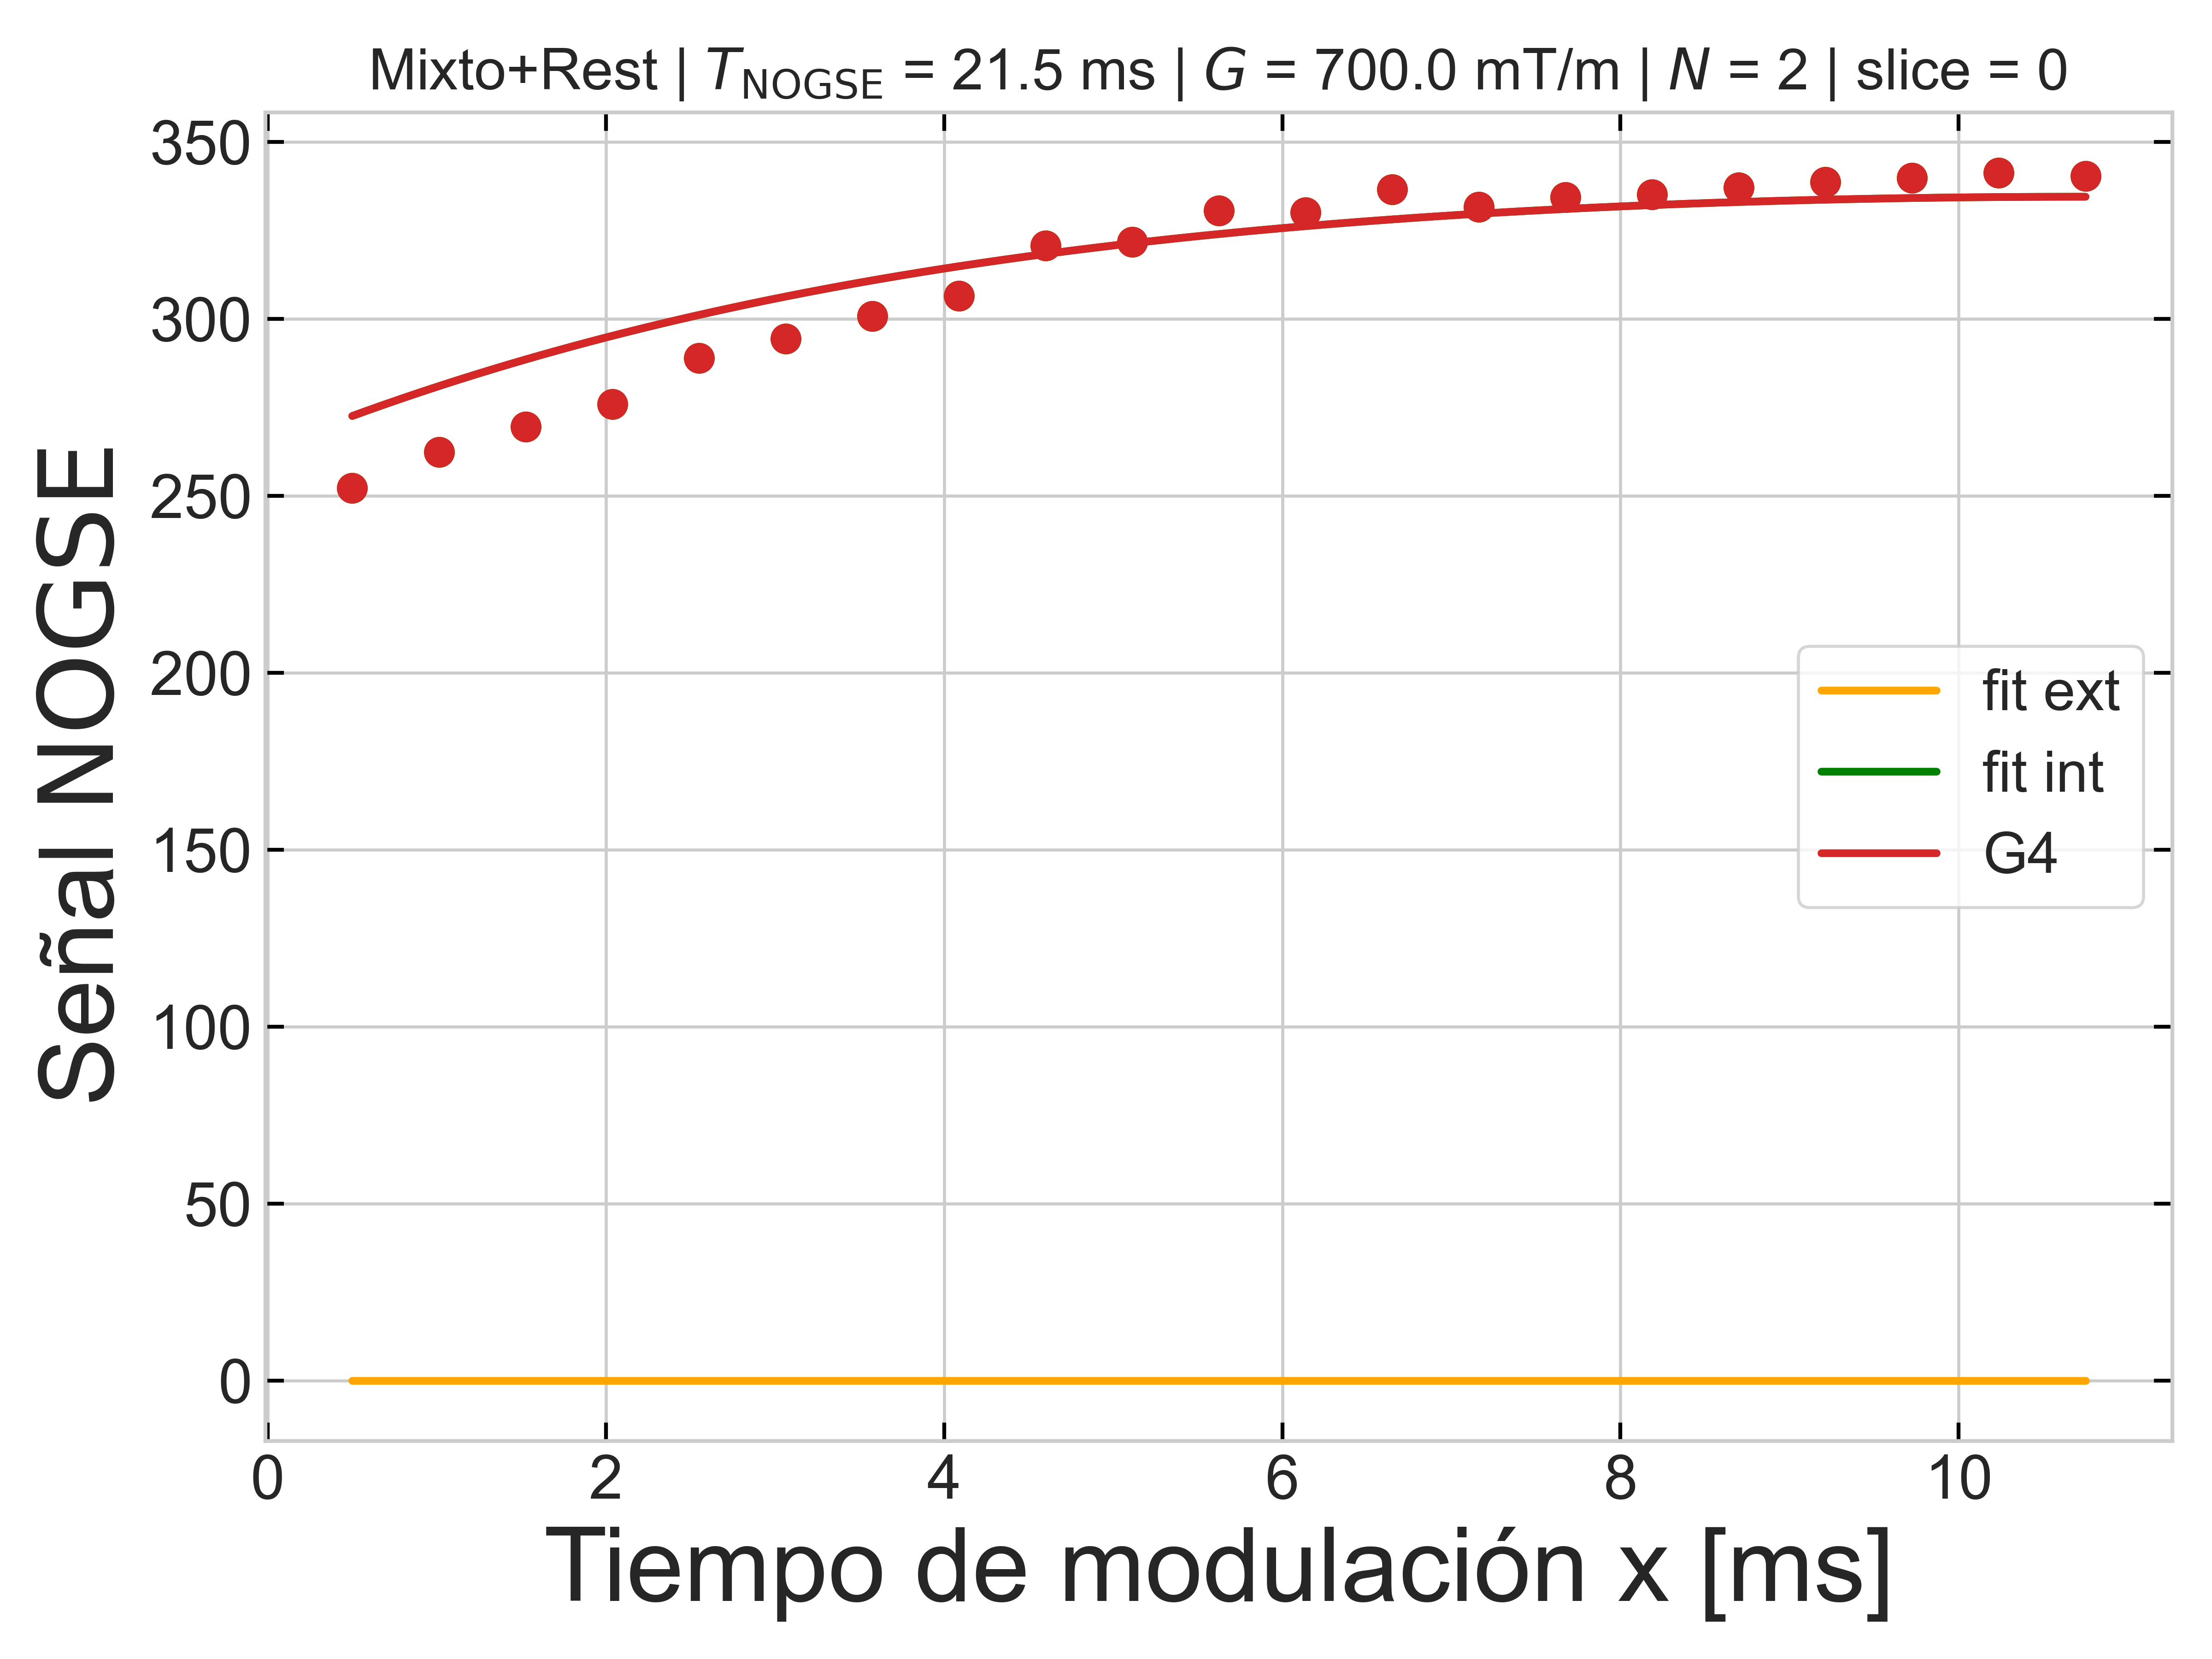 Mixto+Rest | T_NOGSE = 21.5 ms | G = 700.0 mT/m | N = 2 | slice = 0
Señal NOGSE
350
300
250
200
150
100
50
0
fit ext
fit int
G4
0 2 4 6 8 10
Tiempo de modulación x [ms]